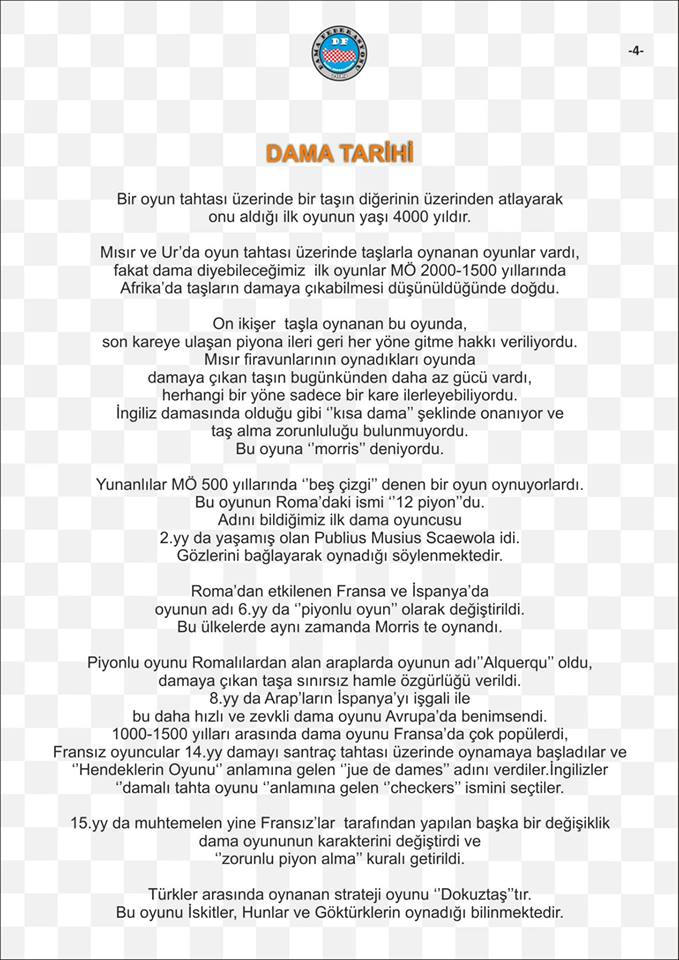 DAMA FEDERASYONU
DF
-4-
DAMA TARİHİ
Bir oyun tahtası üzerinde bir taşın diğerinin üzerinden atlayarak
onu aldığı ilk oyunun yaşı 4000 yıldır.
Mısır ve Ur’da oyun tahtası üzerinde taşlarla oynanan oyunlar vardı,
fakat dama diyebileceğimiz ilk oyunlar MÖ 2000-1500 yıllarında
Afrika’da taşların damaya çıkabilmesi düşünüldüğünde doğdu.
On ikişer taşla oynanan bu oyunda,
son kareye ulaşan piyona ileri geri her yöne gitme hakkı veriliyordu.
Mısır firavunlarının oynadıkları oyunda
damaya çıkan taşın bugünkünden daha az gücü vardı,
herhangi bir yöne sadece bir kare ilerleyebiliyordu.
İngiliz damasında olduğu gibi ‘’kısa dama’’ şeklinde onanıyor ve
taş alma zorunluluğu bulunmuyordu.
Bu oyuna ‘’morris’’ deniyordu.
Yunanlılar MÖ 500 yıllarında ‘’beş çizgi’’ denen bir oyun oynuyorlardı.
Bu oyunun Roma’daki ismi ‘’12 piyon’’du.
Adını bildiğimiz ilk dama oyuncusu
2.yy da yaşamış olan Publius Musius Scaewola idi.
Gözlerini bağlayarak oynadığı söylenmektedir.
Roma’dan etkilenen Fransa ve İspanya’da
oyunun adı 6.yy da ‘’piyonlu oyun’’ olarak değiştirildi.
Bu ülkelerde aynı zamanda Morris te oynandı.
Piyonlu oyunu Romalılardan alan araplarda oyunun adı’’Alquerqu’’ oldu,
damaya çıkan taşa sınırsız hamle özgürlüğü verildi.
8.yy da Arap’ların İspanya’yı işgali ile
bu daha hızlı ve zevkli dama oyunu Avrupa’da benimsendi.
1000-1500 yılları arasında dama oyunu Fransa’da çok popülerdi,
Fransız oyuncular 14.yy damayı santraç tahtası üzerinde oynamaya başladılar ve
‘’Hendeklerin Oyunu‘’ anlamına gelen ‘’jue de dames’’ adını verdiler.İngilizler
‘’damalı tahta oyunu ‘’anlamına gelen ‘’checkers’’ ismini seçtiler.
15.yy da muhtemelen yine Fransız’lar tarafından yapılan başka bir değişiklik
dama oyununun karakterini değiştirdi ve
‘’zorunlu piyon alma’’ kuralı getirildi.
Türkler arasında oynanan strateji oyunu ‘’Dokuztaş’’tır.
Bu oyunu İskitler, Hunlar ve Göktürklerin oynadığı bilinmektedir.